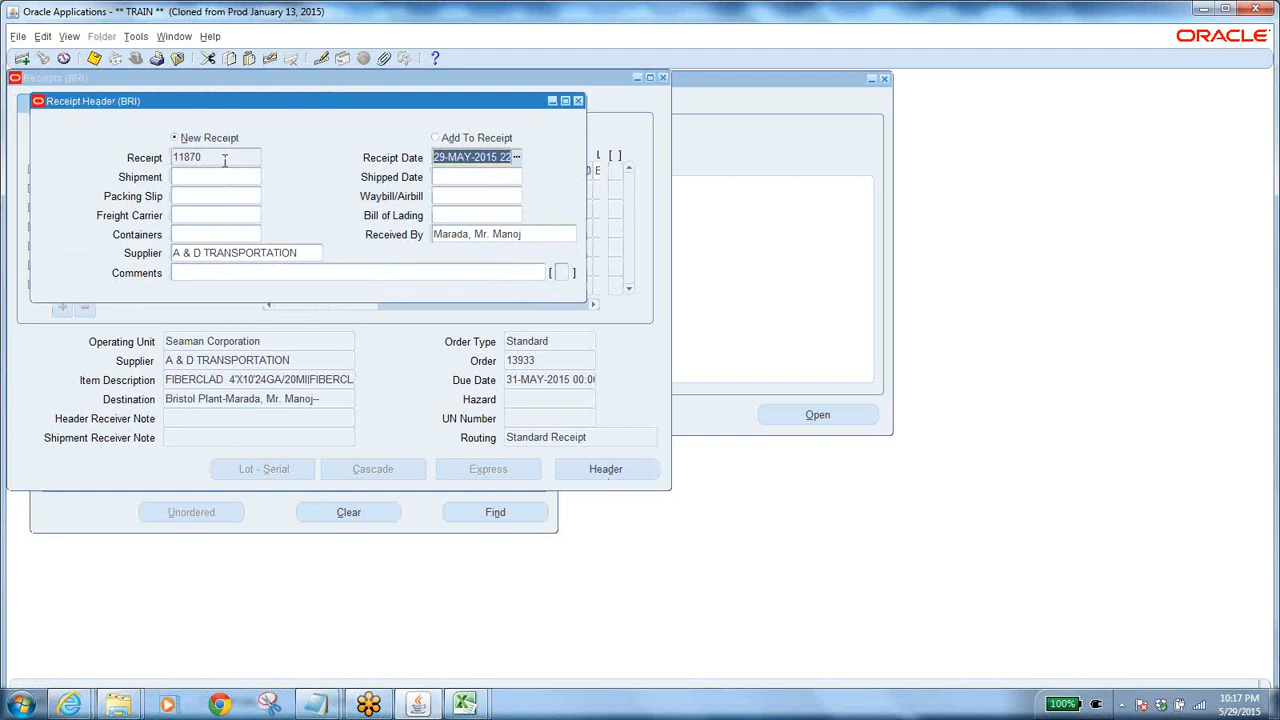 Oracle Applications - ** TRAIN ** (Cloned from Prod January 13, 2015)
File Edit View Folder Tools Window Help
ORACLE
Receipts (BRI)
Receipt Header (BRI)
New Receipt
Add To Receipt
Receipt 11870
Receipt Date 29-MAY-2015 22
Shipment
Shipped Date
Packing Slip
Waybill/Airbill
Freight Carrier
Bill of Lading
Containers
Received By Marada, Mr. Manoj
Supplier A & D TRANSPORTATION
Comments
[ ]
L [ ]
Operating Unit Seaman Corporation
Order Type Standard
Supplier A & D TRANSPORTATION
Order 13933
Item Description FIBERCLAD 4'X10'24GA/20MI||FIBERCL
Due Date 31-MAY-2015 00:0
Destination Bristol Plant-Marada, Mr. Manoj--
Hazard
Header Receiver Note
UN Number
Shipment Receiver Note
Routing Standard Receipt
Lot - Serial
Cascade
Express
Header
Open
Unordered
Clear
Find
100%
10:17 PM
5/29/2015